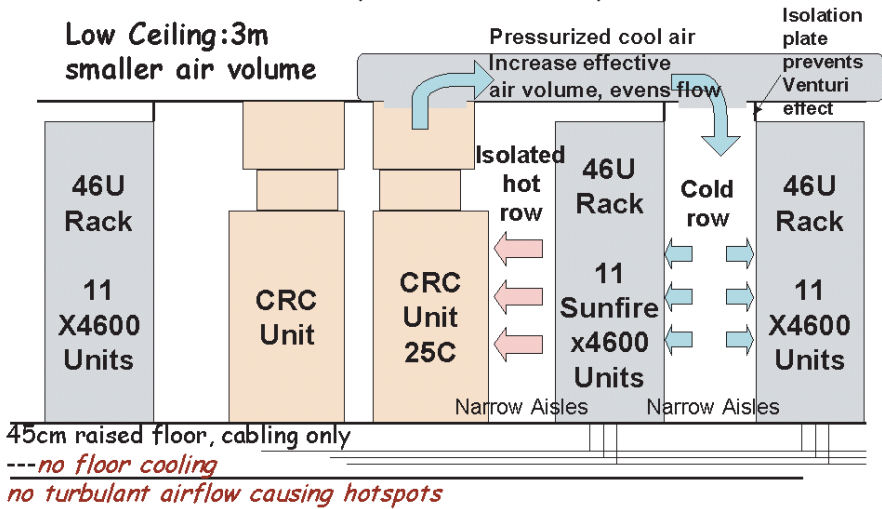 Low Ceiling:3m
smaller air volume
Pressurized cool air
Increase effective
air volume, evens flow
Isolation
plate
prevents
Venturi
effect
46U
Rack
11
X4600
Units
CRC
Unit
CRC
Unit
25C
Isolated
hot
row
46U
Rack
11
Sunfire
x4600
Units
Cold
row
46U
Rack
11
X4600
Units
Narrow Aisles
Narrow Aisles
45cm raised floor, cabling only
---no floor cooling
no turbulant airflow causing hotspots